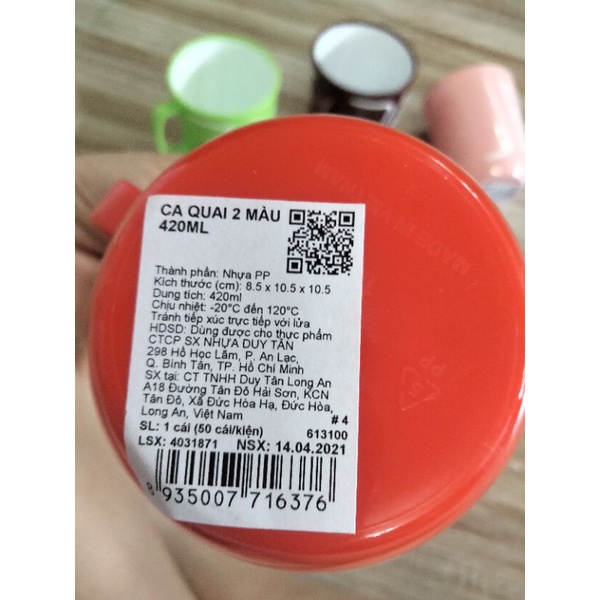 CA QUAI 2 MÀU
420ML
Thành phần: Nhựa PP
Kích thước (cm): 8.5 x 10.5 x 10.5
Dung tích: 420ml
Chịu nhiệt: -20°C đến 120°C
Tránh tiếp xúc trực tiếp với lửa
HDSD: Dùng được cho thực phẩm
CTCP SX NHỰA DUY TÂN
298 Hồ Học Lãm, P. An Lạc,
Q. Bình Tân, TP. Hồ Chí Minh
SX tại: CT TNHH Duy Tân Long An
A18 Đường Tân Đô Hải Sơn, KCN
Tân Đô, Xã Đức Hòa Hạ, Đức Hòa,
Long An, Việt Nam
# 4
SL: 1 cái (50 cái/kiện) 613100
LSX: 4031871 NSX: 14.04.2021
8 935007 716376
MADE IN VIETNAM
5
PP